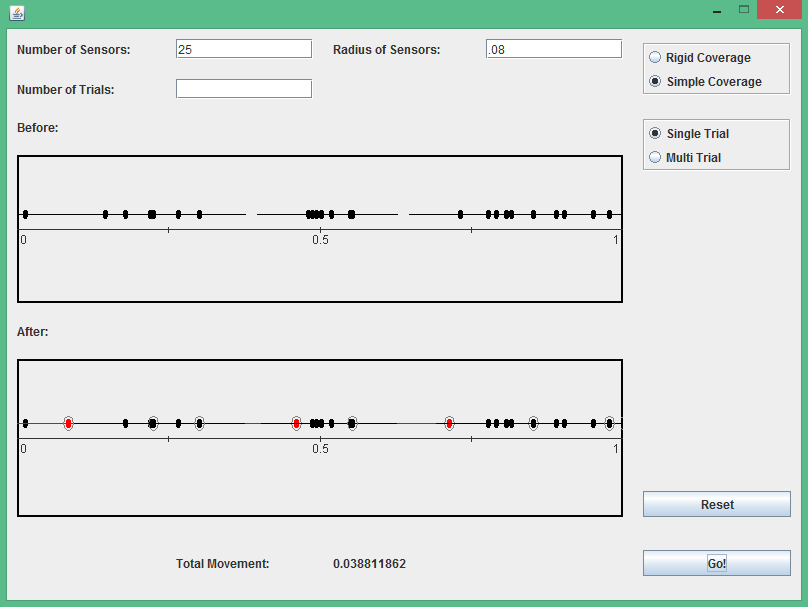 Number of Sensors: 25 Radius of Sensors: .08
Rigid Coverage
Simple Coverage
Number of Trials:
Single Trial
Multi Trial
Before:
0 0.5 1
After:
0 0.5 1
Reset
Total Movement: 0.038811862
Go!